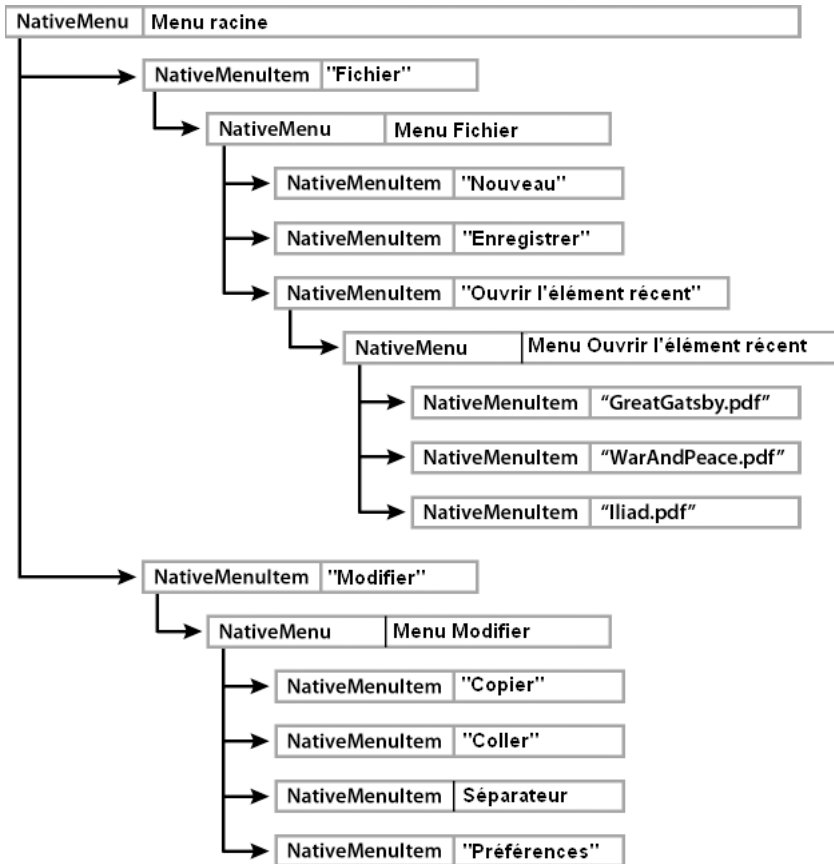 NativeMenu Menu racine
NativeMenuItem "Fichier"
NativeMenu Menu Fichier
NativeMenuItem "Nouveau"
NativeMenuItem "Enregistrer"
NativeMenuItem "Ouvrir l'élément récent"
NativeMenu Menu Ouvrir l'élément récent
NativeMenuItem “GreatGatsby.pdf”
NativeMenuItem “WarAndPeace.pdf”
NativeMenuItem “Iliad.pdf”
NativeMenuItem "Modifier"
NativeMenu Menu Modifier
NativeMenuItem "Copier"
NativeMenuItem "Coller"
NativeMenuItem Séparateur
NativeMenuItem "Préférences"